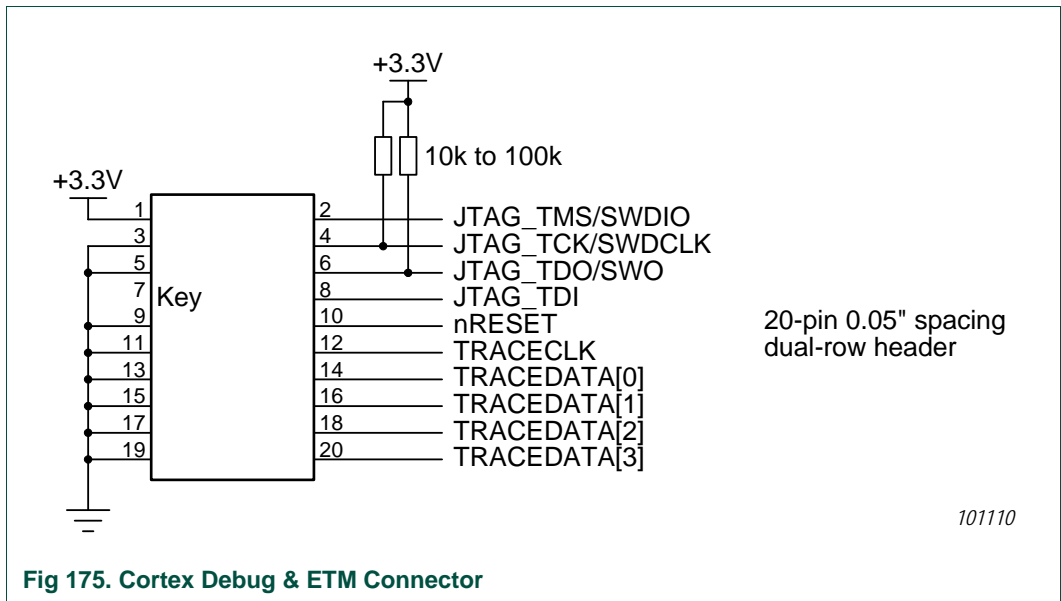 +3.3V
10k to 100k
+3.3V
1 2 JTAG_TMS/SWDIO
3 4 JTAG_TCK/SWDCLK
5 6 JTAG_TDO/SWO
7 Key 8 JTAG_TDI
9 10 nRESET
11 12 TRACECLK
13 14 TRACEDATA[0]
15 16 TRACEDATA[1]
17 18 TRACEDATA[2]
19 20 TRACEDATA[3]
20-pin 0.05" spacing
dual-row header
101110
Fig 175. Cortex Debug & ETM Connector